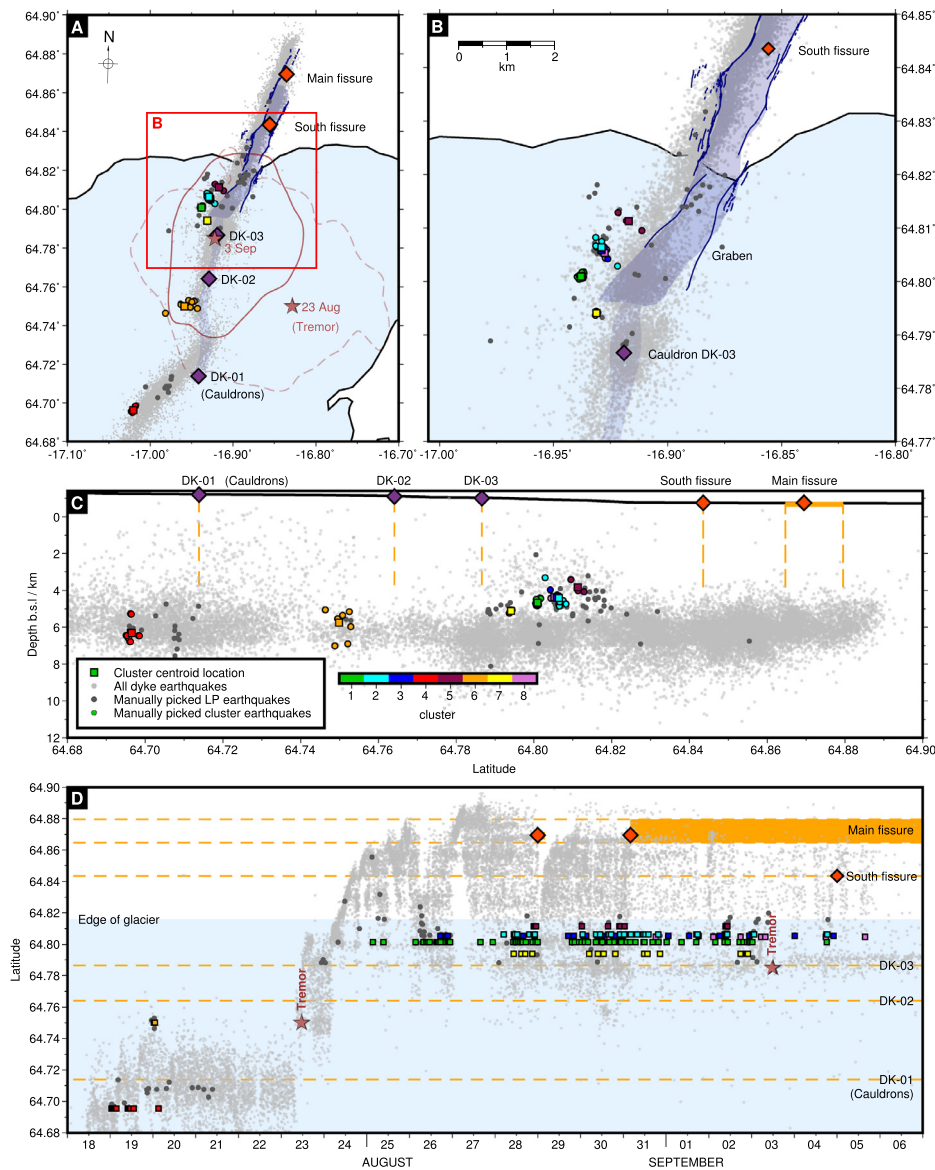 A
N
Main fissure
South fissure
B
DK-03
3 Sep
DK-02
23 Aug
(Tremor)
DK-01
(Cauldrons)
64.90°
64.88°
64.86°
64.84°
64.82°
64.80°
64.78°
64.76°
64.74°
64.72°
64.70°
64.68°
-17.10 -17.00 -16.90 -16.80 -16.70
B
0 1 2
km
South fissure
Graben
Cauldron DK-03
64.85°
64.84°
64.83°
64.82°
64.81°
64.80°
64.79°
64.78°
64.77°
-17.00 -16.95 -16.90 -16.85 -16.80
C
DK-01 (Cauldrons) DK-02 DK-03 South fissure Main fissure
Depth b.s.l / km
0
2
4
6
8
10
12
Cluster centroid location
All dyke earthquakes
Manually picked LP earthquakes
Manually picked cluster earthquakes
1 2 3 4 5 6 7 8
cluster
64.68 64.70 64.72 64.74 64.76 64.78 64.80 64.82 64.84 64.86 64.88 64.90
Latitude
D
Latitude
64.90
64.88
64.86
64.84
64.82
64.80
64.78
64.76
64.74
64.72
64.70
64.68
Main fissure
South fissure
Edge of glacier
Tremor
Tremor
DK-03
DK-02
DK-01
(Cauldrons)
18 19 20 21 22 23 24 25 26 27 28 29 30 31 01 02 03 04 05 06
AUGUST SEPTEMBER